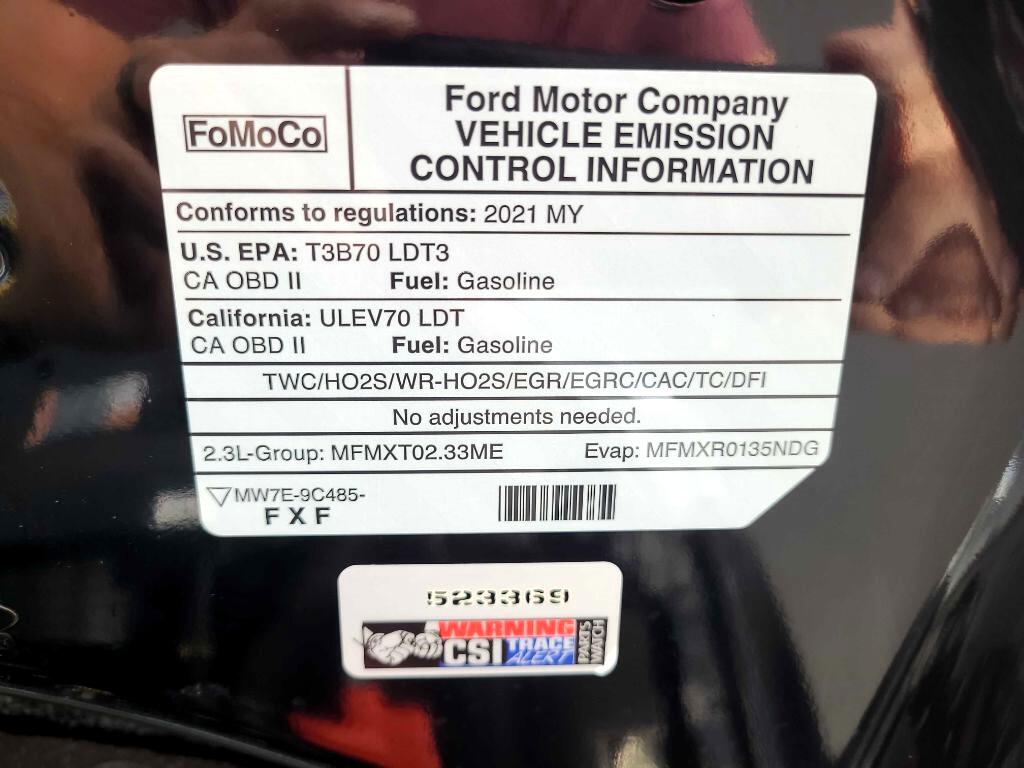 FoMoCo
Ford Motor Company
VEHICLE EMISSION
CONTROL INFORMATION
Conforms to regulations: 2021 MY
U.S. EPA: T3B70 LDT3
CA OBD II Fuel: Gasoline
California: ULEV70 LDT
CA OBD II Fuel: Gasoline
TWC/HO2S/WR-HO2S/EGR/EGRC/CAC/TC/DFI
No adjustments needed.
2.3L-Group: MFMXT02.33ME Evap: MFMXR0135NDG
MW7E-9C485-
F X F
523369
WARNING
CSI TRACE
ALERT
PARTS
WATCH